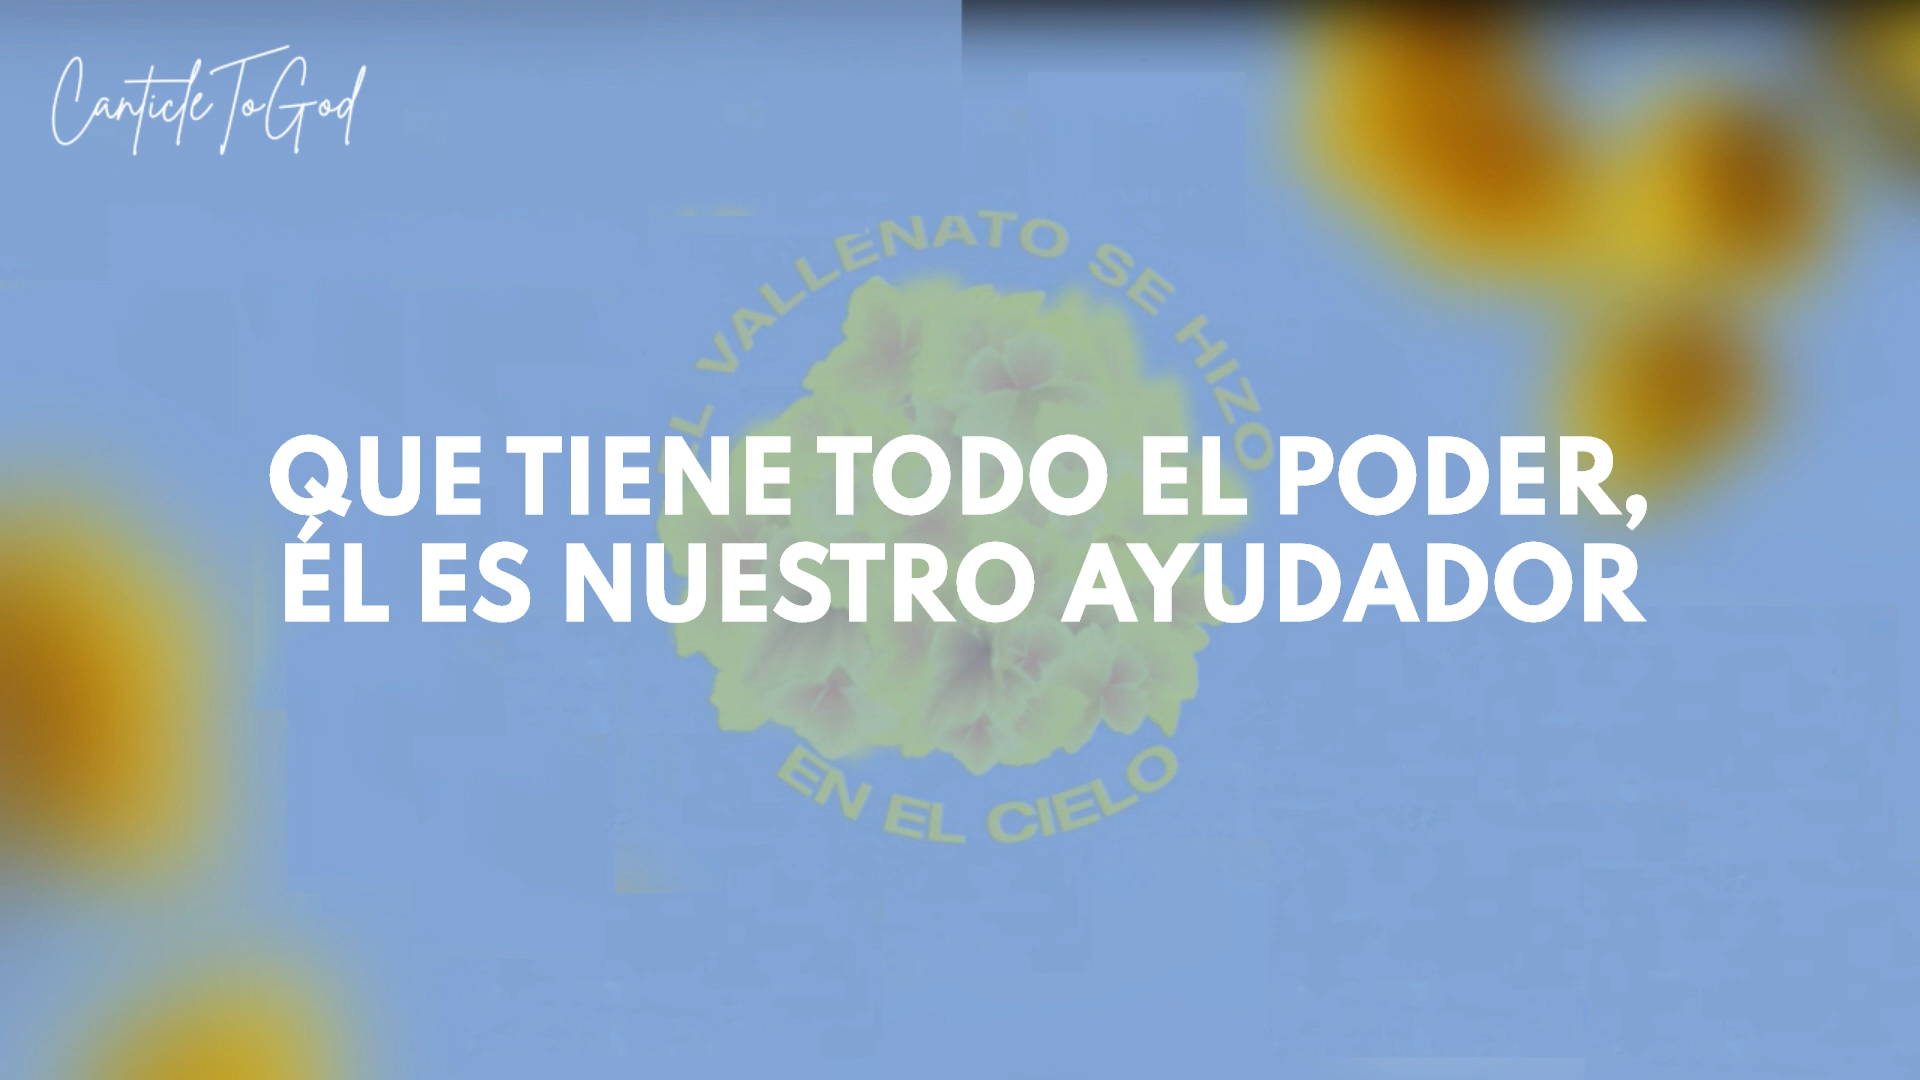 CanticleToGod
EL VALLENATO SE HIZO
QUE TIENE TODO EL PODER,
ÉL ES NUESTRO AYUDADOR
EN EL CIELO